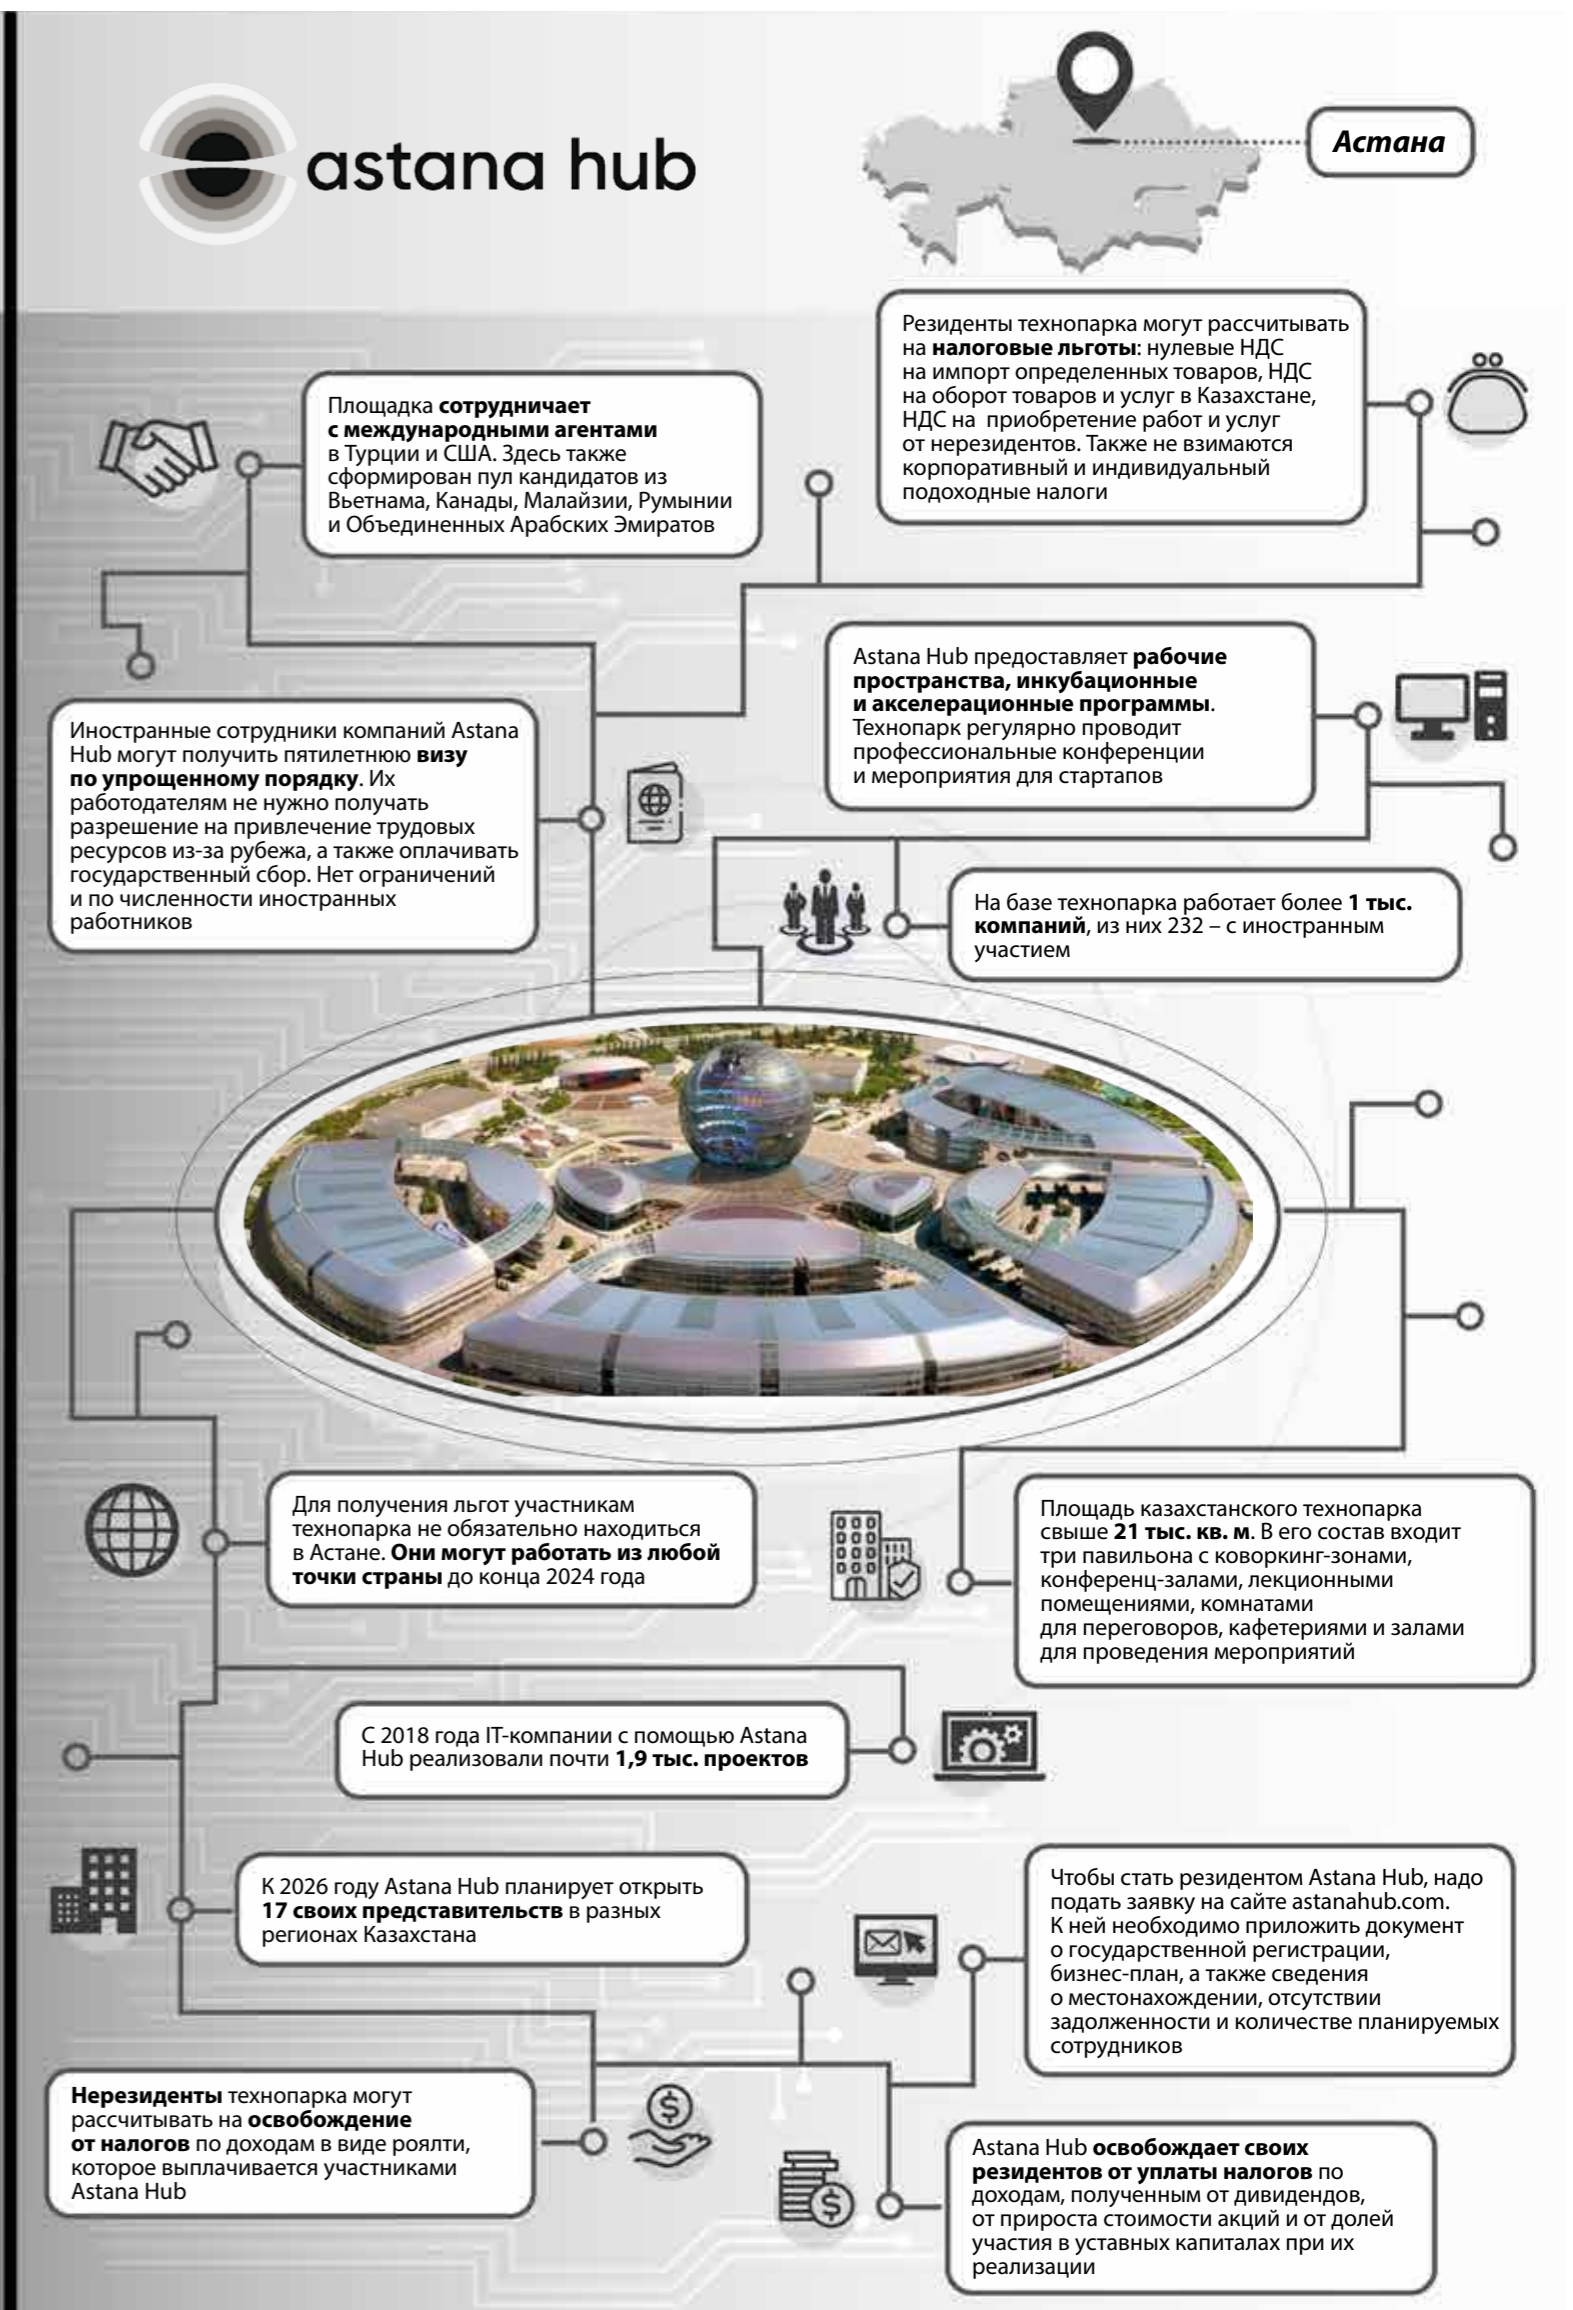 astana hub
Астана
Резиденты технопарка могут рассчитывать
на налоговые льготы: нулевые НДС
на импорт определенных товаров, НДС
на оборот товаров и услуг в Казахстане,
НДС на приобретение работ и услуг
от нерезидентов. Также не взимаются
корпоративный и индивидуальный
подоходные налоги
Площадка сотрудничает
с международными агентами
в Турции и США. Здесь также
сформирован пул кандидатов из
Вьетнама, Канады, Малайзии, Румынии
и Объединенных Арабских Эмиратов
Astana Hub предоставляет рабочие
пространства, инкубационные
и акселерационные программы.
Технопарк регулярно проводит
профессиональные конференции
и мероприятия для стартапов
Иностранные сотрудники компаний Astana
Hub могут получить пятилетнюю визу
по упрощенному порядку. Их
работодателям не нужно получать
разрешение на привлечение трудовых
ресурсов из-за рубежа, а также оплачивать
государственный сбор. Нет ограничений
и по численности иностранных
работников
На базе технопарка работает более 1 тыс.
компаний, из них 232 – с иностранным
участием
Для получения льгот участникам
технопарка не обязательно находиться
в Астане. Они могут работать из любой
точки страны до конца 2024 года
Площадь казахстанского технопарка
свыше 21 тыс. кв. м. В его состав входит
три павильона с коворкинг-зонами,
конференц-залами, лекционными
помещениями, комнатами
для переговоров, кафетериями и залами
для проведения мероприятий
С 2018 года IT-компании с помощью Astana
Hub реализовали почти 1,9 тыс. проектов
К 2026 году Astana Hub планирует открыть
17 своих представительств в разных
регионах Казахстана
Чтобы стать резидентом Astana Hub, надо
подать заявку на сайте astanahub.com.
К ней необходимо приложить документ
о государственной регистрации,
бизнес-план, а также сведения
о местонахождении, отсутствии
задолженности и количестве планируемых
сотрудников
Нерезиденты технопарка могут
рассчитывать на освобождение
от налогов по доходам в виде роялти,
которое выплачивается участниками
Astana Hub
Astana Hub освобождает своих
резидентов от уплаты налогов по
доходам, полученным от дивидендов,
от прироста стоимости акций и от долей
участия в уставных капиталах при их
реализации